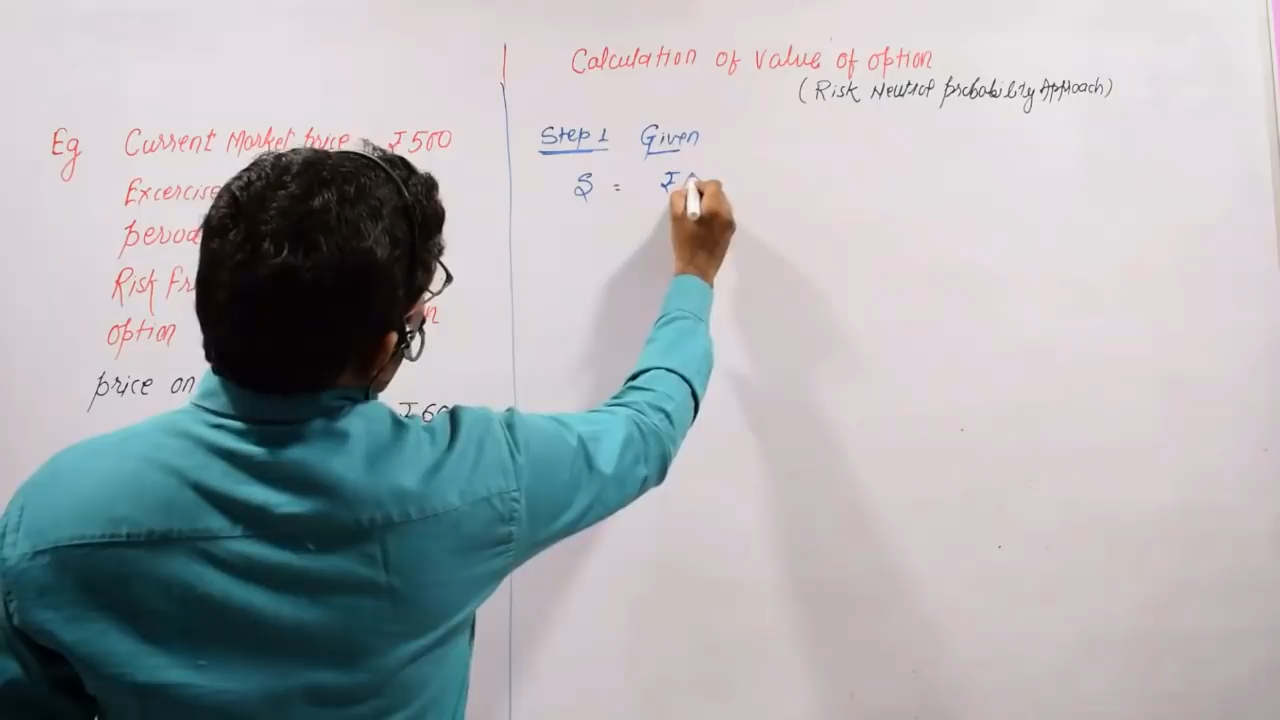 Calculation of value of option
(Risk Neutral probability Approach)
Eg Current Market price ₹500
Excercise
period
Risk Fr
option
price on
₹60
Step 1 Given
S = ₹